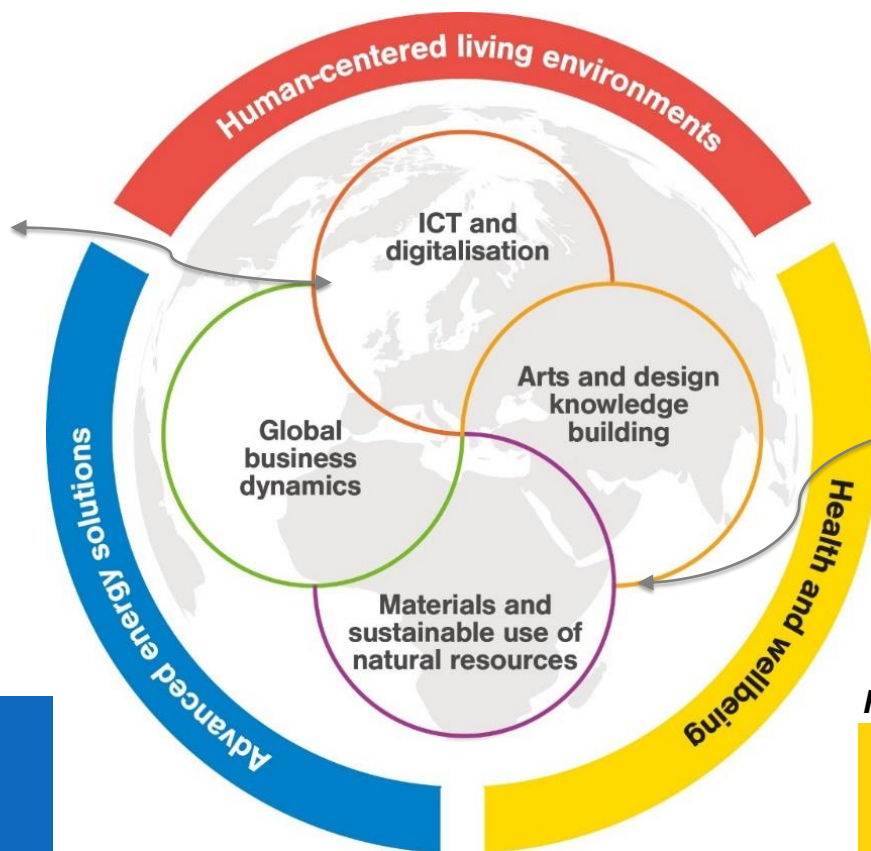 Human-centered living environments
ICT and
digitalisation
Arts and design
knowledge
building
Global
business
dynamics
Materials and
sustainable use of
natural resources
Advanced energy solutions
Health and wellbeing